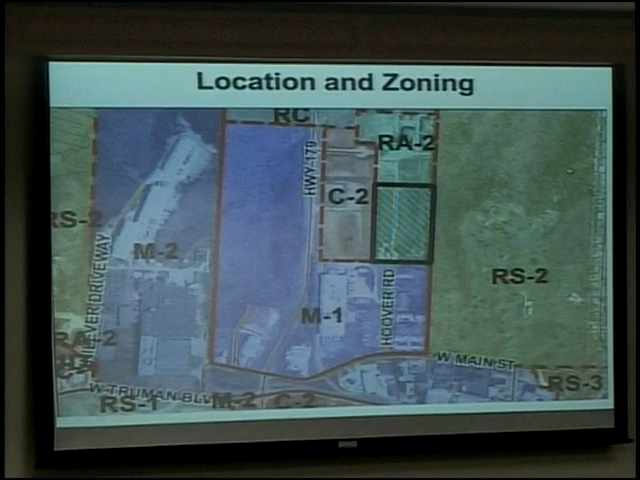 Location and Zoning
RC
RA-2
HWY 179
C-2
RS-2
M-2
RS-2
HOOVER RD
M-1
RA-2
W MAIN ST
RS-3
W TRUMAN BLV
M-2
C-2
RS-1